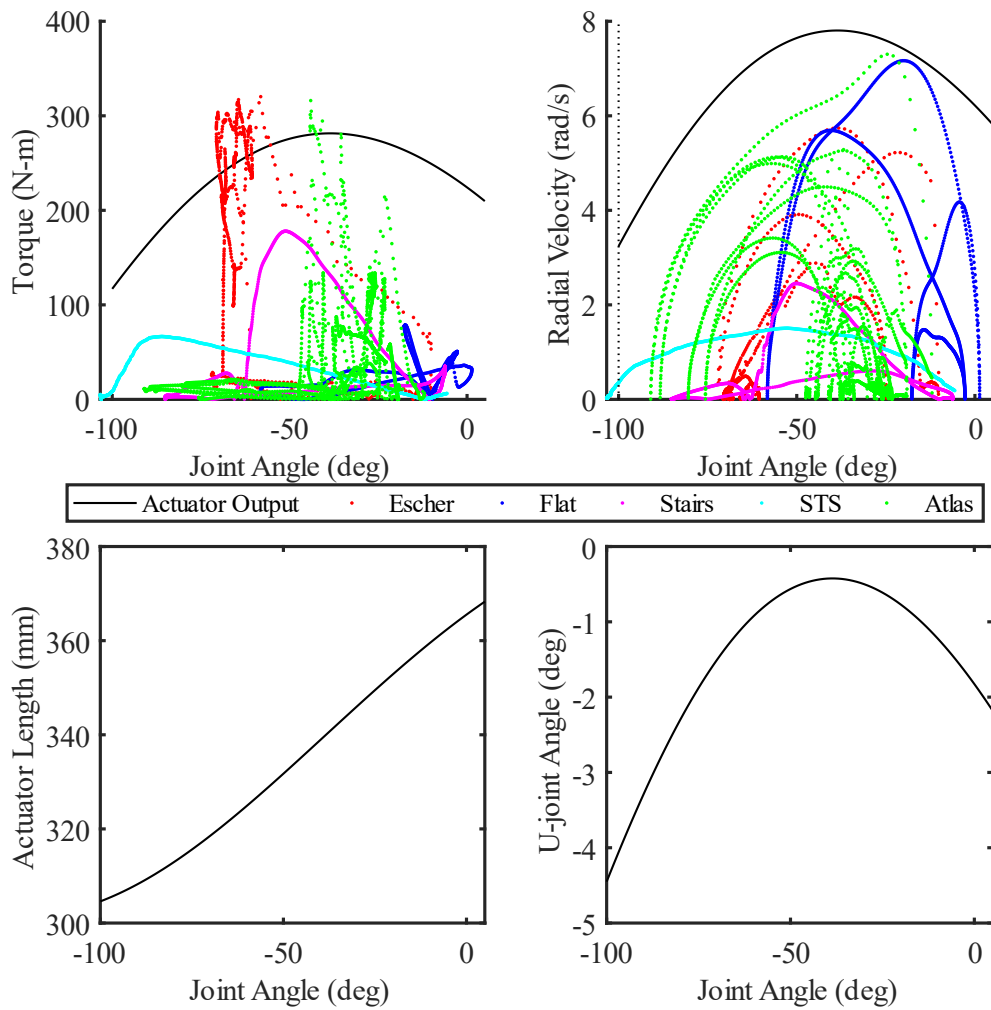 400
300
200
100
0
Torque (N-m)
-100 -50 0
Joint Angle (deg)
8
6
4
2
0
Radial Velocity (rad/s)
-100 -50 0
Joint Angle (deg)
Actuator Output Escher Flat Stairs STS Atlas
380
360
340
320
300
Actuator Length (mm)
-100 -50 0
Joint Angle (deg)
0
-1
-2
-3
-4
-5
U-joint Angle (deg)
-100 -50 0
Joint Angle (deg)